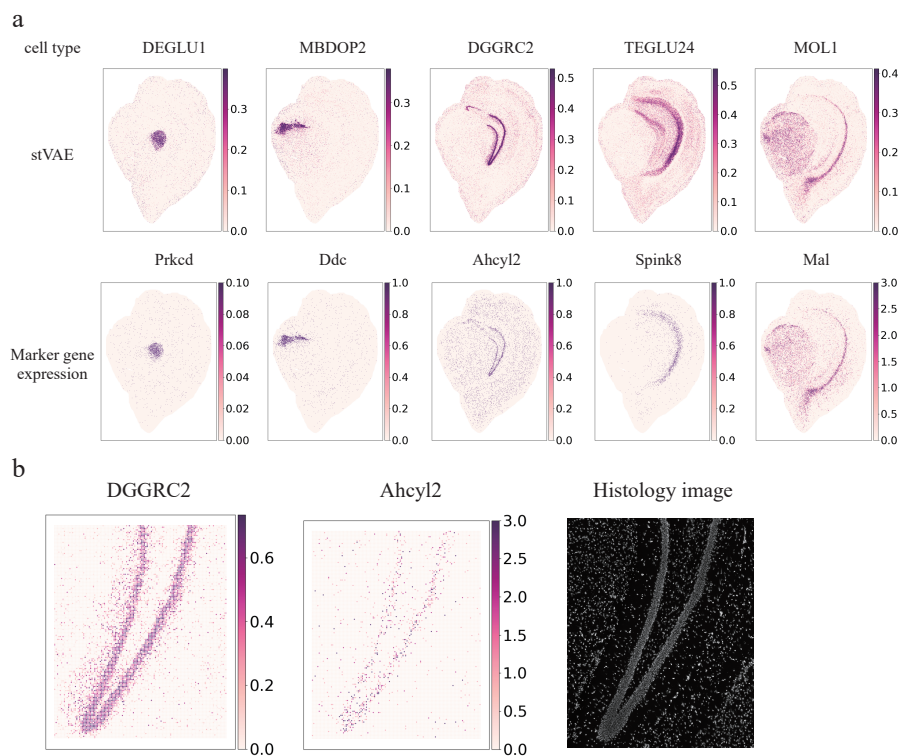 a
cell type DEGLU1 MBDOP2 DGGRC2 TEGLU24 MOL1
stVAE
0.3 0.2 0.1 0.0
0.3 0.2 0.1 0.0
0.5 0.4 0.3 0.2 0.1 0.0
0.5 0.4 0.3 0.2 0.1 0.0
0.4 0.3 0.2 0.1 0.0
Prkcd Ddc Ahcyl2 Spink8 Mal
Marker gene
expression
0.10 0.08 0.06 0.04 0.02 0.00
1.0 0.8 0.6 0.4 0.2 0.0
1.0 0.8 0.6 0.4 0.2 0.0
1.0 0.8 0.6 0.4 0.2 0.0
3.0 2.5 2.0 1.5 1.0 0.5 0.0
b
DGGRC2 Ahcyl2 Histology image
0.6 0.4 0.2 0.0
3.0 2.5 2.0 1.5 1.0 0.5 0.0